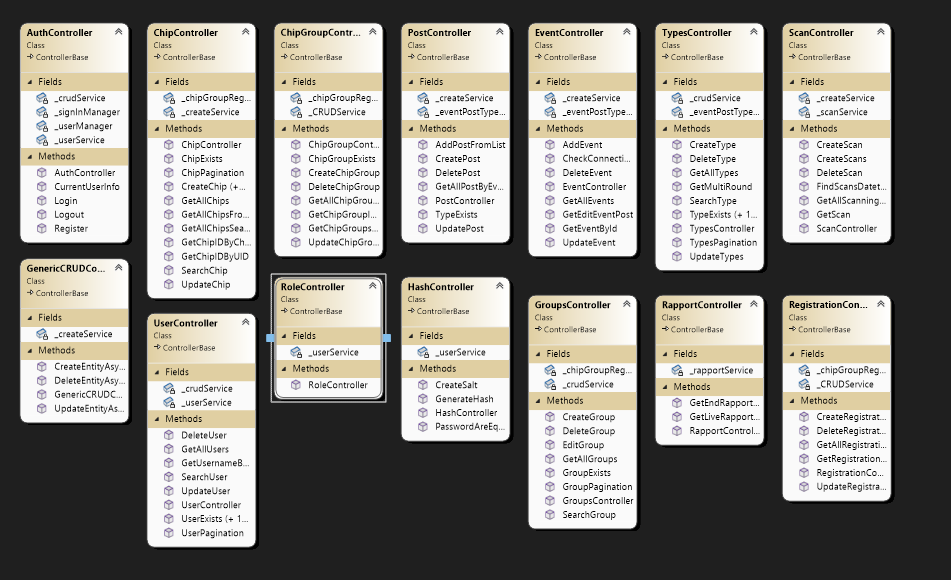 AuthController
Class
ControllerBase
Fields
_crudService
_signInManager
_userManager
_userService
Methods
AuthController
CurrentUserInfo
Login
Logout
Register
ChipController
Class
ControllerBase
Fields
_chipGroupReg...
_createService
Methods
ChipController
ChipExists
ChipPagination
CreateChip (+...
GetAllChips
GetAllChipsFro...
GetAllChipsSea...
GetChipIDByCh...
GetChipIDByUID
SearchChip
UpdateChip
ChipGroupContr...
Class
ControllerBase
Fields
_chipGroupReg...
_CRUDService
Methods
ChipGroupCont...
ChipGroupExists
CreateChipGroup
DeleteChipGroup
GetAllChipGrou...
GetChipGroupI...
GetChipGroups...
UpdateChipGro...
PostController
Class
ControllerBase
Fields
_createService
_eventPostType...
Methods
AddPostFromList
CreatePost
DeletePost
GetAllPostByEv...
PostController
TypeExists
UpdatePost
EventController
Class
ControllerBase
Fields
_createService
_eventPostType...
Methods
AddEvent
CheckConnecti...
DeleteEvent
EventController
GetAllEvents
GetEditEventPost
GetEventById
UpdateEvent
TypesController
Class
ControllerBase
Fields
_crudService
_eventPostType...
Methods
CreateType
DeleteType
GetAllTypes
GetMultiRound
SearchType
TypeExists (+ 1...
TypesController
TypesPagination
UpdateTypes
ScanController
Class
ControllerBase
Fields
_createService
_scanService
Methods
CreateScan
CreateScans
DeleteScan
FindScansDatet...
GetAllScanning...
GetScan
ScanController
GenericCRUDCo...
Class
ControllerBase
Fields
_createService
Methods
CreateEntityAsy...
DeleteEntityAsy...
GenericCRUDC...
UpdateEntityAs...
UserController
Class
ControllerBase
Fields
_crudService
_userService
Methods
DeleteUser
GetAllUsers
GetUsernameB...
SearchUser
UpdateUser
UserController
UserExists (+ 1...
UserPagination
RoleController
Class
ControllerBase
Fields
_userService
Methods
RoleController
HashController
Class
ControllerBase
Fields
_userService
Methods
CreateSalt
GenerateHash
HashController
PasswordAreEq...
GroupsController
Class
ControllerBase
Fields
_chipGroupReg...
_crudService
Methods
CreateGroup
DeleteGroup
EditGroup
GetAllGroups
GroupExists
GroupPagination
GroupsController
SearchGroup
RapportController
Class
ControllerBase
Fields
_rapportService
Methods
GetEndRapport...
GetLiveRapport...
RapportControl...
RegistrationCon...
Class
ControllerBase
Fields
_chipGroupReg...
_CRUDService
Methods
CreateRegistrat...
DeleteRegistrat...
GetAllRegistrati...
GetRegistration...
RegistrationCo...
UpdateRegistra...